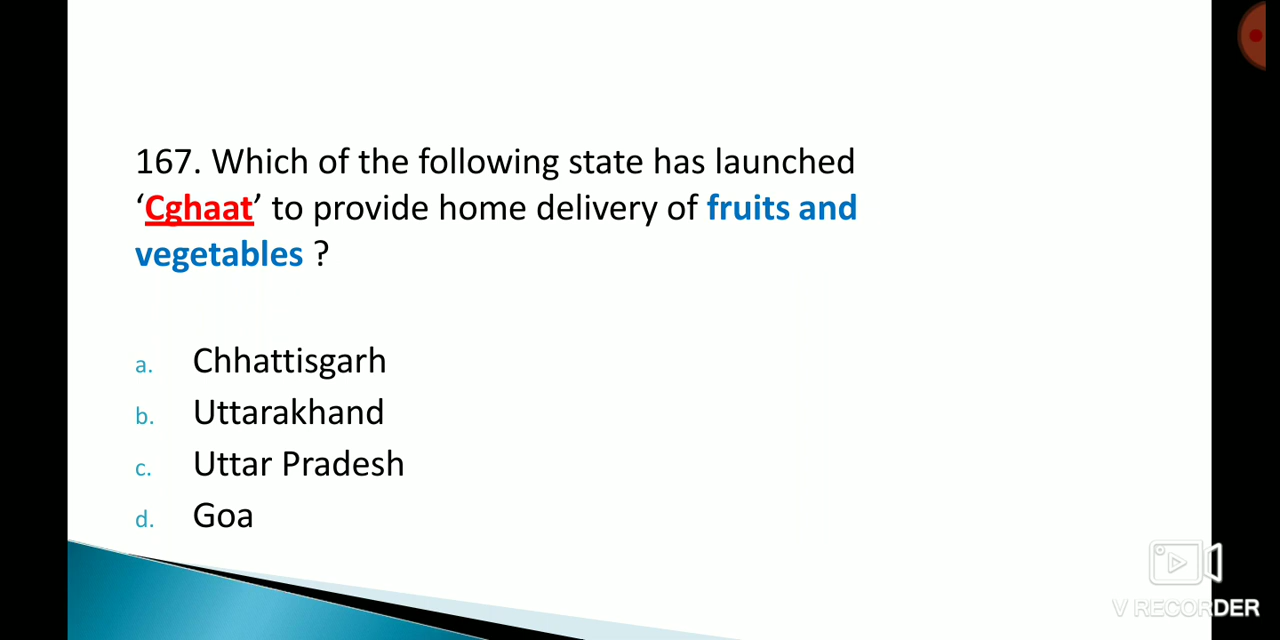 167. Which of the following state has launched
‘Cghaat’ to provide home delivery of fruits and
vegetables ?
a. Chhattisgarh
b. Uttarakhand
c. Uttar Pradesh
d. Goa
V RECORDER